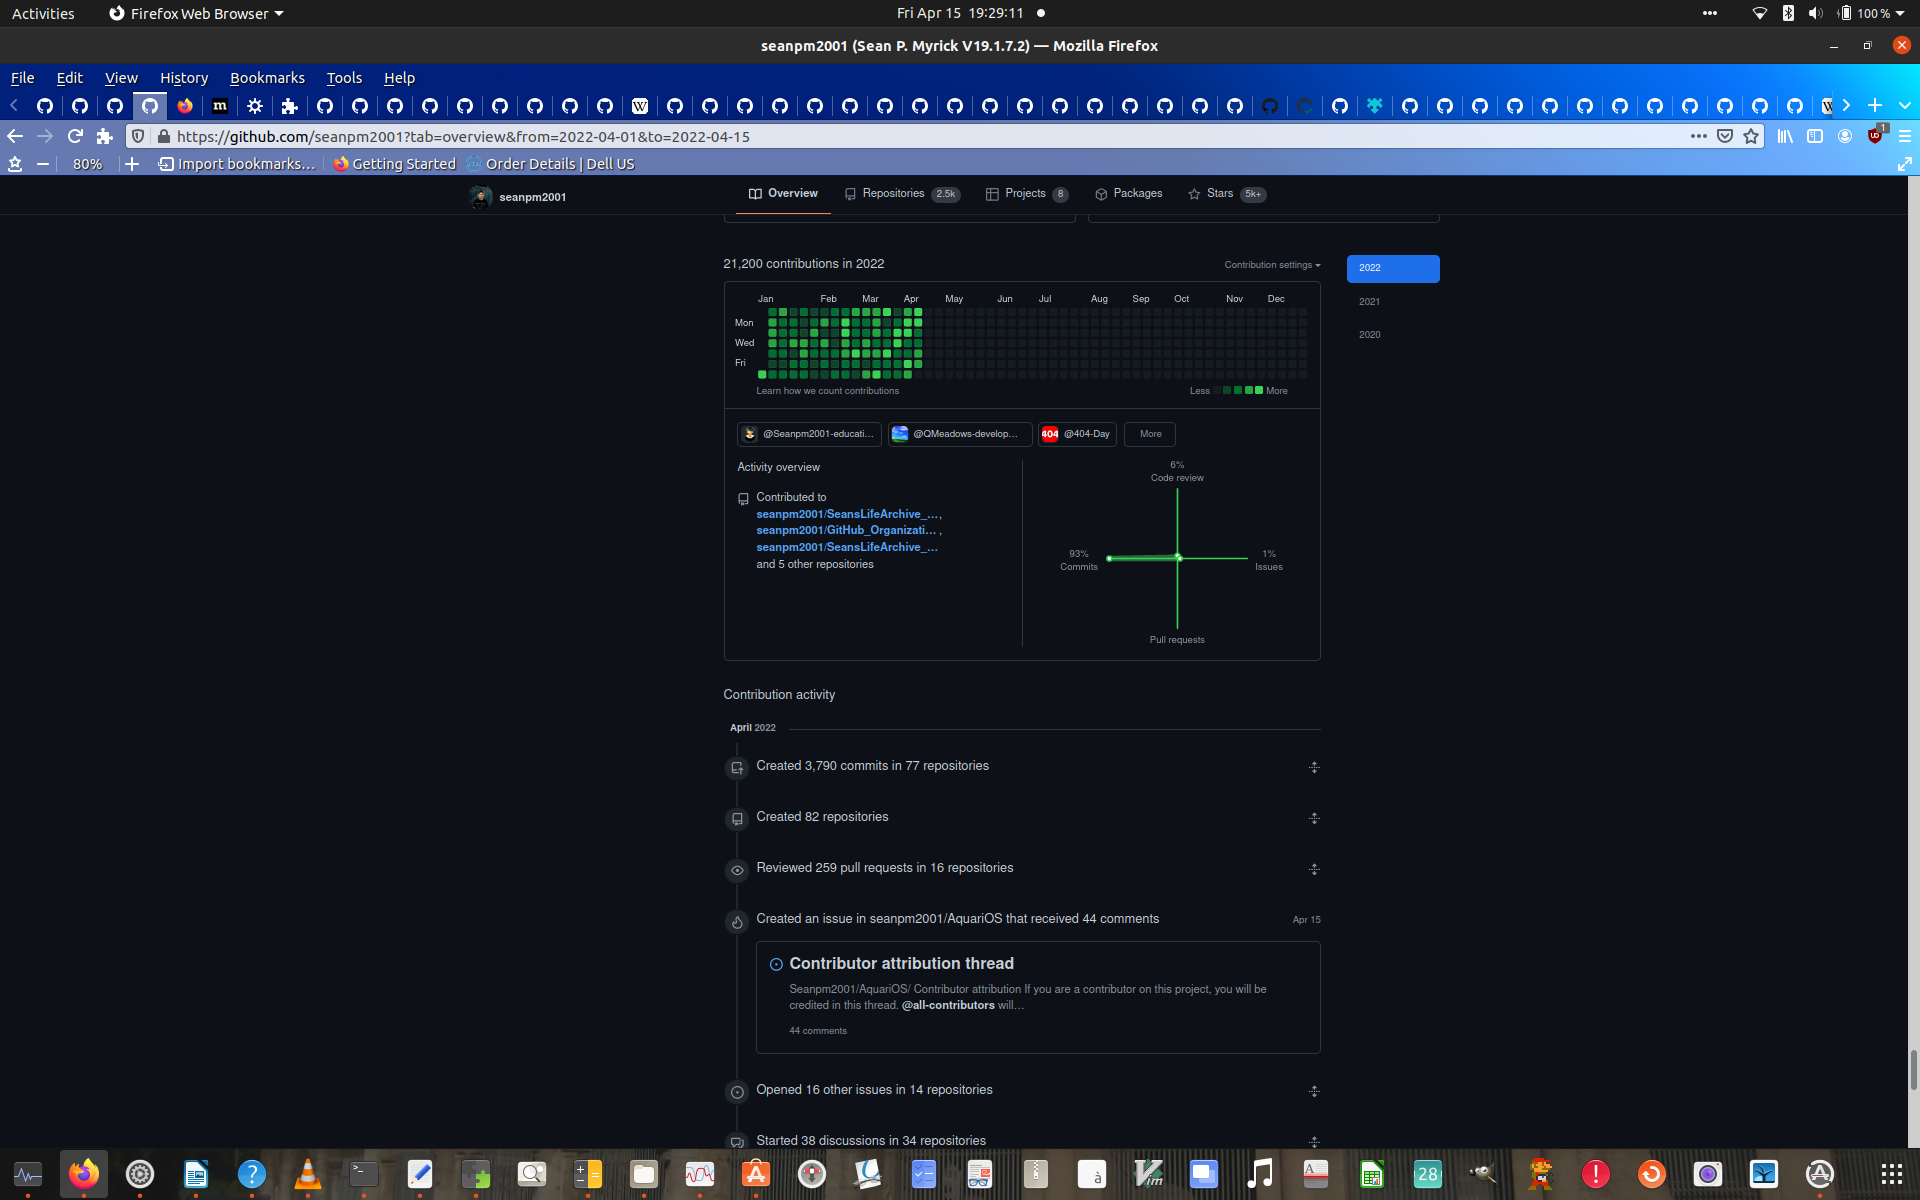 Activities
Firefox Web Browser
Fri Apr 15 19:29:11
100 %
seanpm2001 (Sean P. Myrick V19.1.7.2) — Mozilla Firefox
File Edit View History Bookmarks Tools Help
https://github.com/seanpm2001?tab=overview&from=2022-04-01&to=2022-04-15
1
80%
Import bookmarks...
Getting Started
Order Details | Dell US
seanpm2001
Overview
Repositories 2.5k
Projects 8
Packages
Stars 5k+
21,200 contributions in 2022
Contribution settings
2022
2021
2020
Jan Feb Mar Apr May Jun Jul Aug Sep Oct Nov Dec
Mon
Wed
Fri
Learn how we count contributions
Less More
@Seanpm2001-educati...
@QMeadows-develop...
404 @404-Day
More
Activity overview
Contributed to
seanpm2001/SeansLifeArchive_...,
seanpm2001/GitHub_Organizati... ,
seanpm2001/SeansLifeArchive_...
and 5 other repositories
6%
Code review
93%
Commits
1%
Issues
Pull requests
Contribution activity
April 2022
Created 3,790 commits in 77 repositories
Created 82 repositories
Reviewed 259 pull requests in 16 repositories
Created an issue in seanpm2001/AquariOS that received 44 comments
Apr 15
Contributor attribution thread
Seanpm2001/AquariOS/ Contributor attribution If you are a contributor on this project, you will be
credited in this thread. @all-contributors will...
44 comments
Opened 16 other issues in 14 repositories
Started 38 discussions in 34 repositories
28